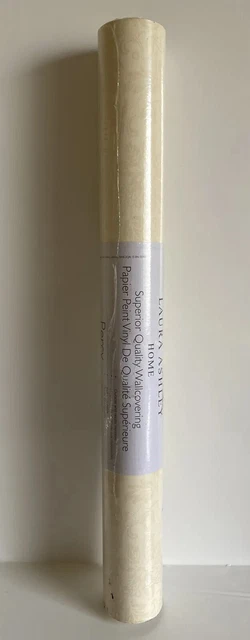 LAURA ASHLEY
HOME
Superior Quality Wallcovering
Papier Peint Vinyl De Qualité Supérieure